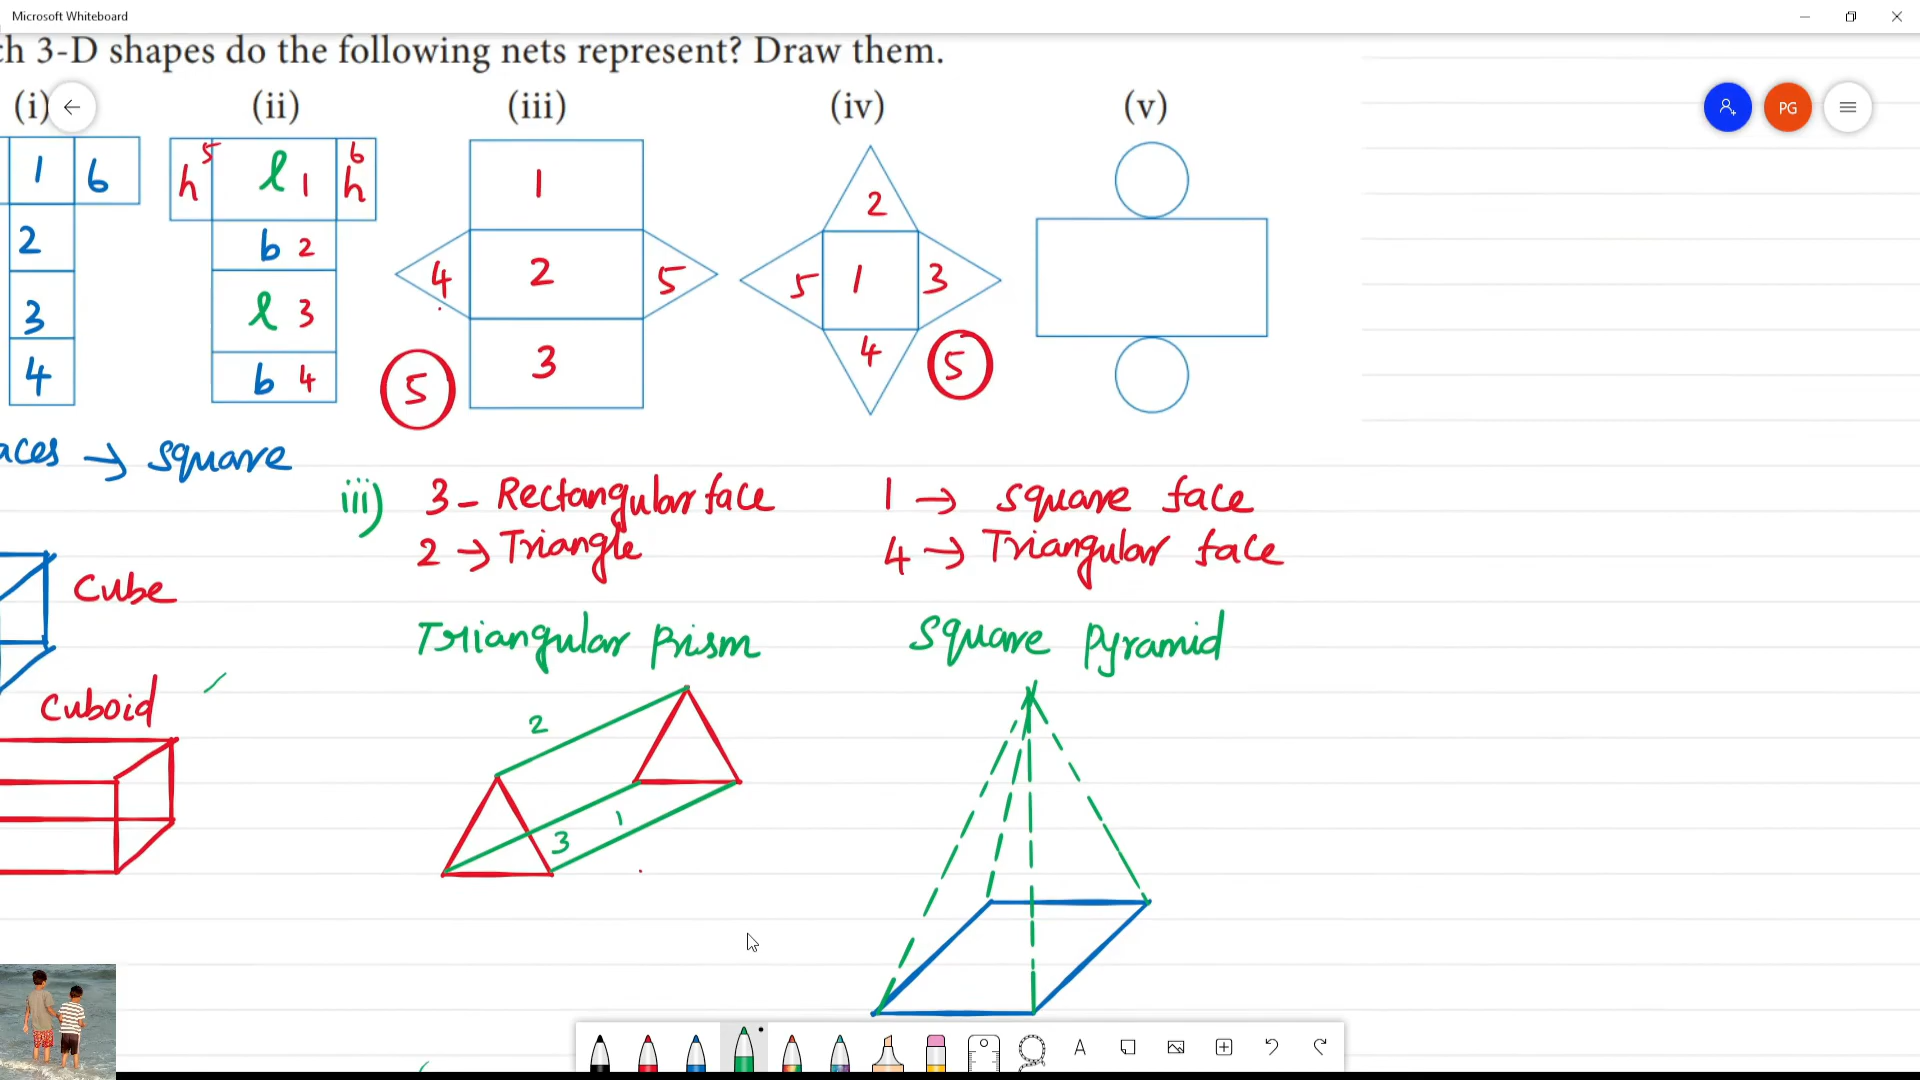 Microsoft Whiteboard
ch 3-D shapes do the following nets represent? Draw them.
(i) (ii) (iii) (iv) (v)
PG
1 6
2
3
4
h 5 l 1 6 h
b 2
l 3
b 4
1
4 2 5
3
5
2
5 1 3
4
5
aces → square
iii) 3 - Rectangular face
2 → Triangle
1 → square face
4 → Triangular face
Cube
Triangular Prism
Square Pyramid
Cuboid
2
1
3
A